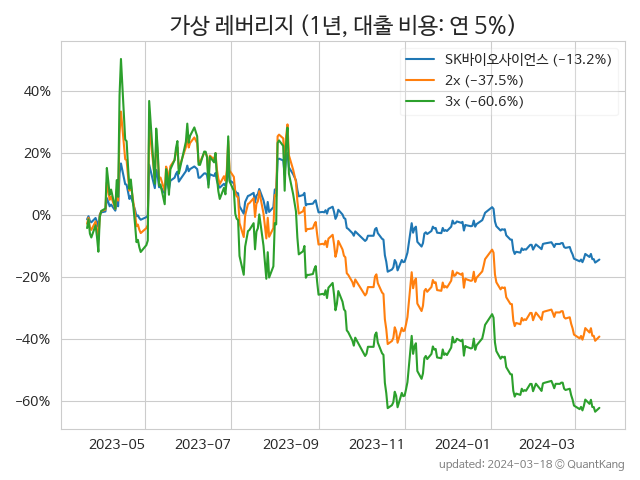 가상 레버리지 (1년, 대출 비용: 연 5%)
SK바이오사이언스 (−13.2%)
2x (−37.5%)
3x (−60.6%)
40%
20%
0%
−20%
−40%
−60%
2023-05 2023-07 2023-09 2023-11 2024-01 2024-03
updated: 2024-03-18 © QuantKang